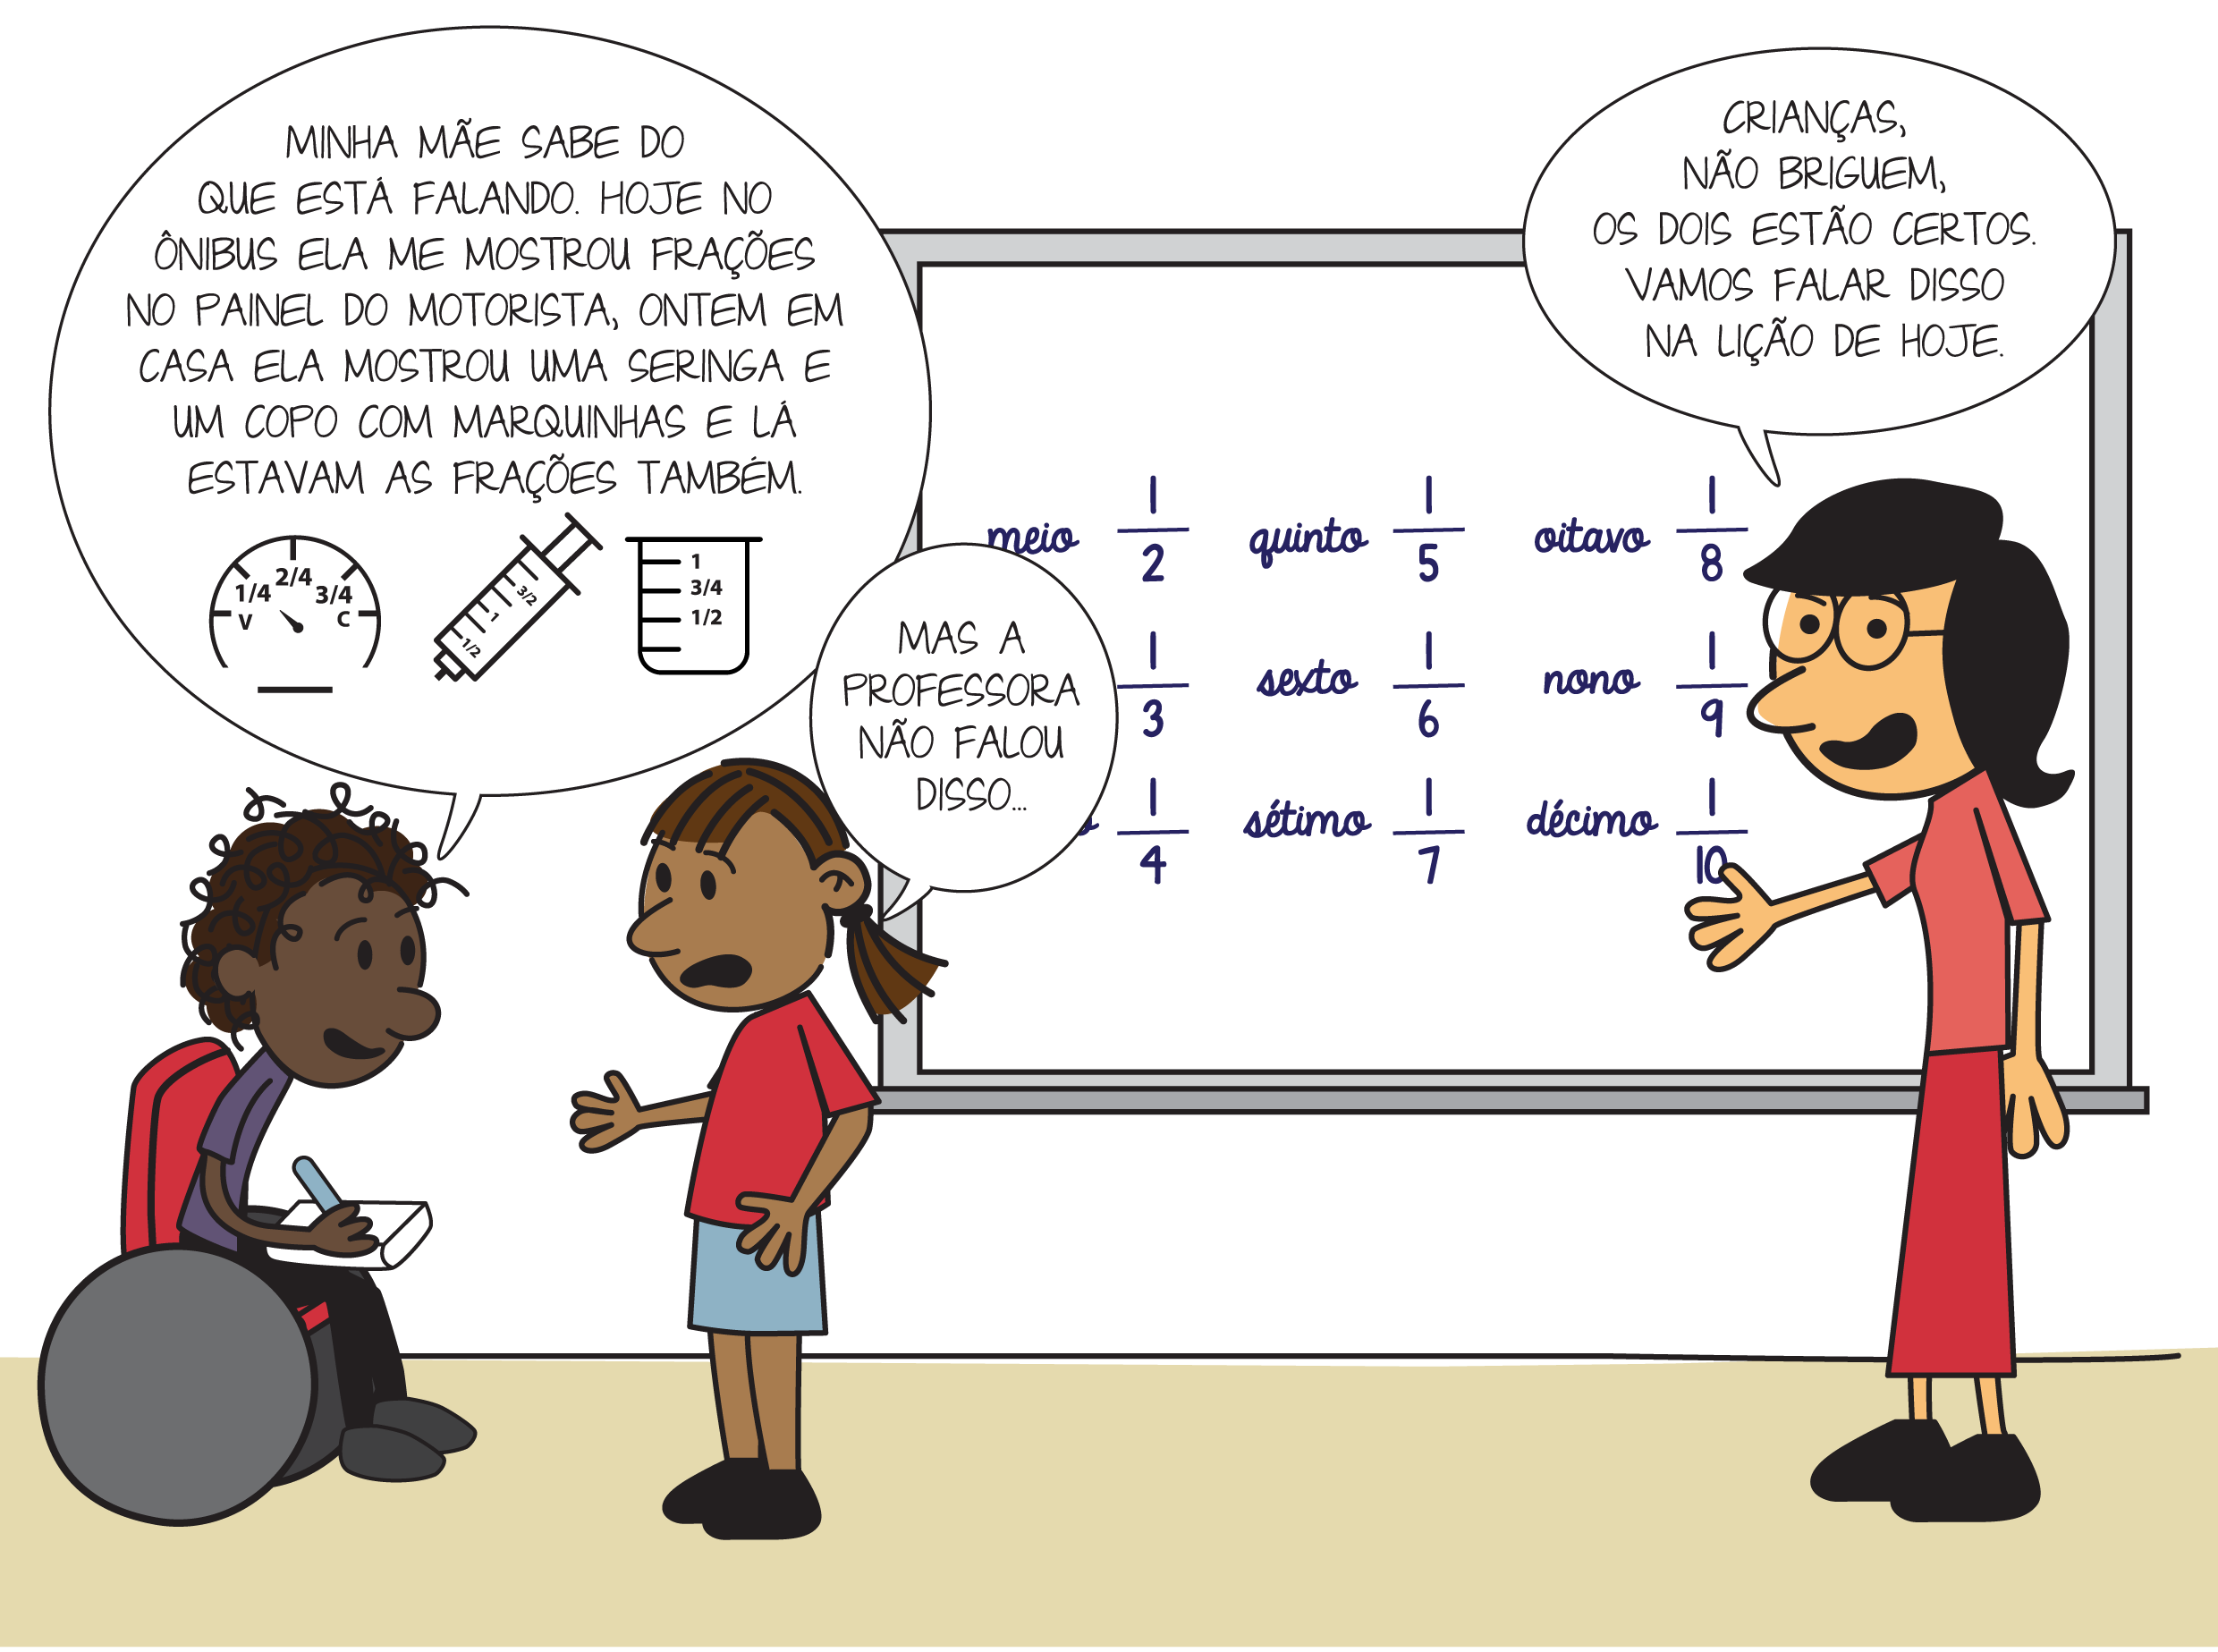 MINHA MÃE SABE DO
QUE ESTÁ FALANDO. HOJE NO
ÔNIBUS ELA ME MOSTROU FRAÇÕES
NO PAINEL DO MOTORISTA, ONTEM EM
CASA ELA MOSTROU UMA SERINGA E
UM COPO COM MARQUINHAS E LÁ
ESTAVAM AS FRAÇÕES TAMBÉM.
V 1/4 2/4 3/4 C
1/2 1 3/2
1
3/4
1/2
MAS A
PROFESSORA
NÃO FALOU
DISSO...
CRIANÇAS,
NÃO BRIGUEM,
OS DOIS ESTÃO CERTOS.
VAMOS FALAR DISSO
NA LIÇÃO DE HOJE.
meio 1/2 quinto 1/5 oitavo 1/8
1/3 sexto 1/6 nono 1/9
1/4 sétimo 1/7 décimo 1/10